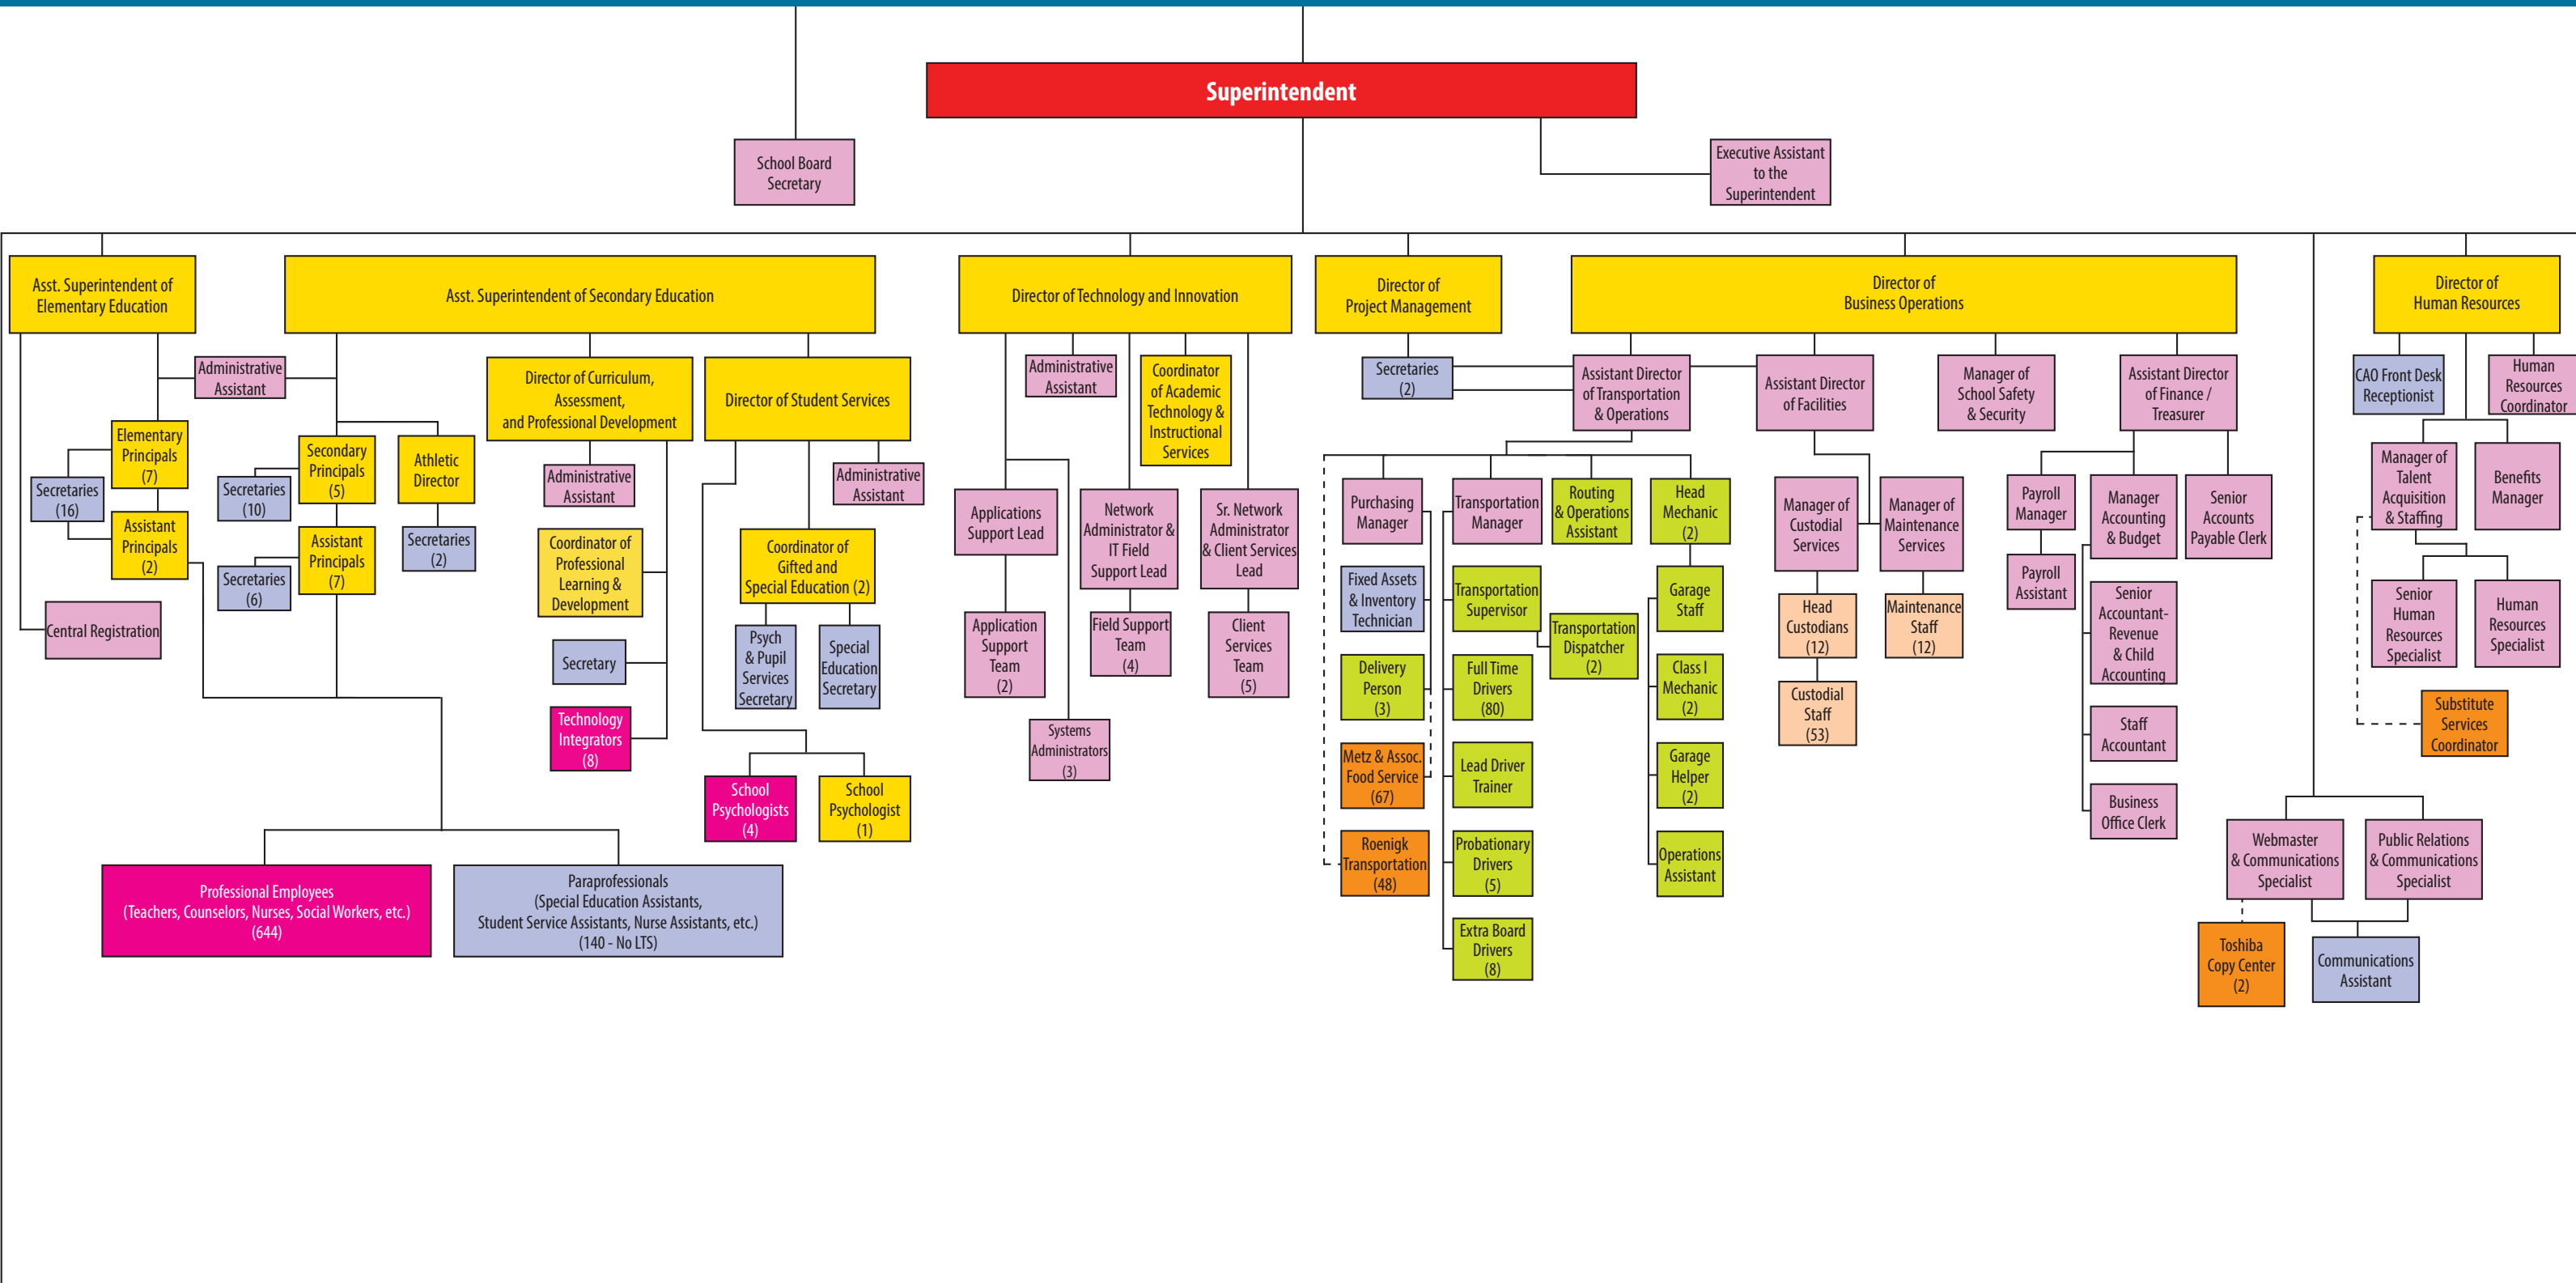 Superintendent
School Board
Secretary
Executive Assistant
to the
Superintendent
Asst. Superintendent of
Elementary Education
Asst. Superintendent of Secondary Education
Director of Technology and Innovation
Director of
Project Management
Director of
Business Operations
Director of
Human Resources
Administrative
Assistant
Elementary
Principals
(7)
Secretaries
(16)
Assistant
Principals
(2)
Central Registration
Secondary
Principals
(5)
Secretaries
(10)
Assistant
Principals
(7)
Secretaries
(6)
Athletic
Director
Secretaries
(2)
Director of Curriculum,
Assessment,
and Professional Development
Administrative
Assistant
Coordinator of
Professional
Learning &
Development
Secretary
Technology
Integrators
(8)
Director of Student Services
Administrative
Assistant
Coordinator of
Gifted and
Special Education (2)
Psych
& Pupil
Services
Secretary
Special
Education
Secretary
School
Psychologists
(4)
School
Psychologist
(1)
Professional Employees
(Teachers, Counselors, Nurses, Social Workers, etc.)
(644)
Paraprofessionals
(Special Education Assistants,
Student Service Assistants, Nurse Assistants, etc.)
(140 - No LTS)
Administrative
Assistant
Coordinator
of Academic
Technology &
Instructional
Services
Applications
Support Lead
Network
Administrator &
IT Field
Support Lead
Sr. Network
Administrator
& Client Services
Lead
Application
Support
Team
(2)
Field Support
Team
(4)
Client
Services
Team
(5)
Systems
Administrators
(3)
Secretaries
(2)
Assistant Director
of Transportation
& Operations
Assistant Director
of Facilities
Manager of
School Safety
& Security
Assistant Director
of Finance /
Treasurer
Purchasing
Manager
Fixed Assets
& Inventory
Technician
Delivery
Person
(3)
Metz & Assoc.
Food Service
(67)
Roenigk
Transportation
(48)
Transportation
Manager
Transportation
Supervisor
Transportation
Dispatcher
(2)
Full Time
Drivers
(80)
Lead Driver
Trainer
Probationary
Drivers
(5)
Extra Board
Drivers
(8)
Routing
& Operations
Assistant
Head
Mechanic
(2)
Garage
Staff
Class I
Mechanic
(2)
Garage
Helper
(2)
Operations
Assistant
Manager of
Custodial
Services
Manager of
Maintenance
Services
Head
Custodians
(12)
Maintenance
Staff
(12)
Custodial
Staff
(53)
Payroll
Manager
Payroll
Assistant
Manager
Accounting
& Budget
Senior
Accounts
Payable Clerk
Senior
Accountant-
Revenue
& Child
Accounting
Staff
Accountant
Business
Office Clerk
CAO Front Desk
Receptionist
Human
Resources
Coordinator
Manager of
Talent
Acquisition
& Staffing
Benefits
Manager
Senior
Human
Resources
Specialist
Human
Resources
Specialist
Substitute
Services
Coordinator
Webmaster
& Communications
Specialist
Public Relations
& Communications
Specialist
Toshiba
Copy Center
(2)
Communications
Assistant